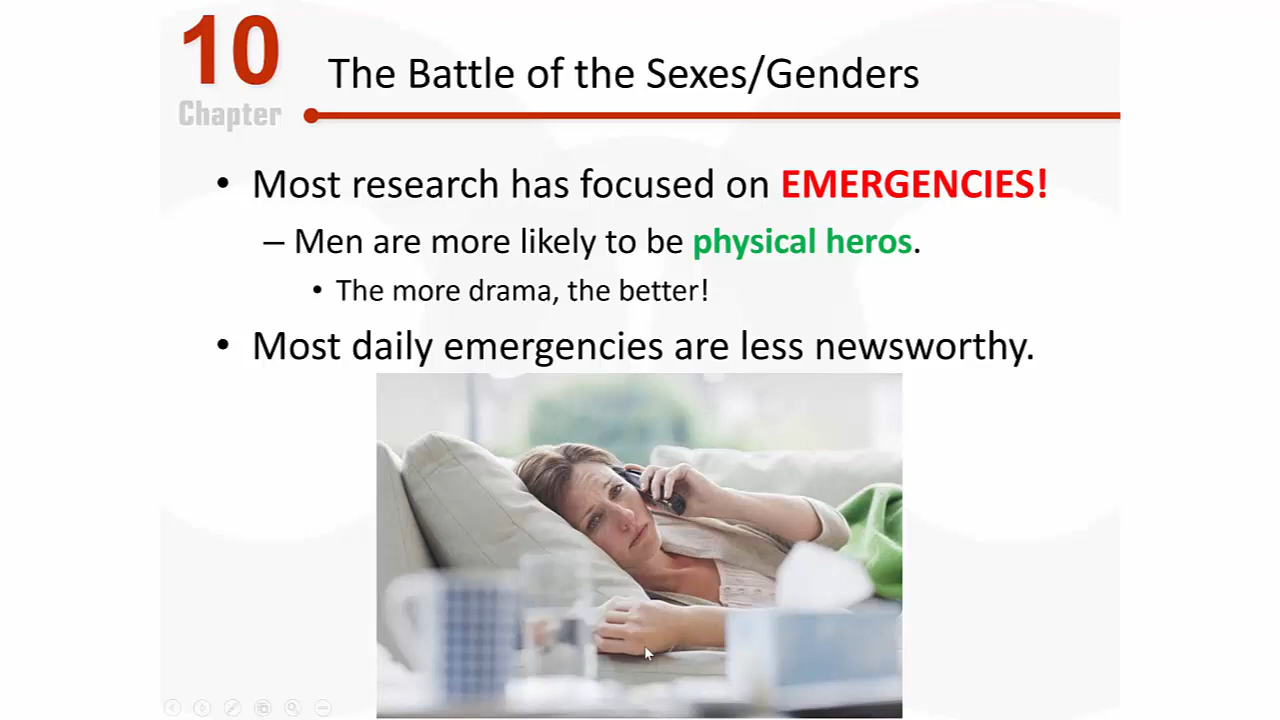 10
Chapter
The Battle of the Sexes/Genders
• Most research has focused on EMERGENCIES!
– Men are more likely to be physical heros.
• The more drama, the better!
• Most daily emergencies are less newsworthy.